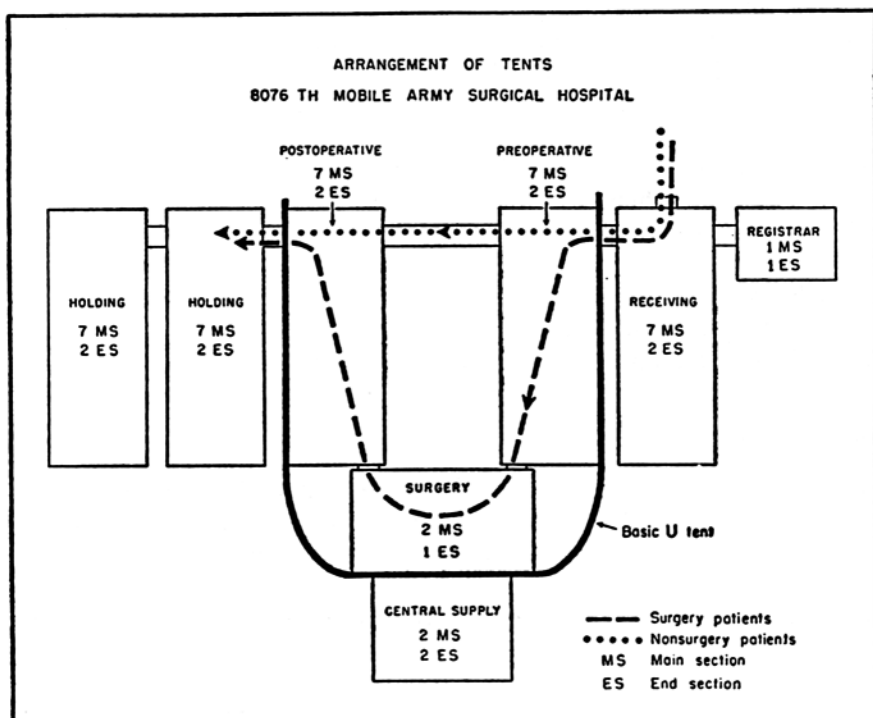 ARRANGEMENT OF TENTS
8076 TH MOBILE ARMY SURGICAL HOSPITAL
POSTOPERATIVE
7 MS
2 ES
PREOPERATIVE
7 MS
2 ES
REGISTRAR
1 MS
1 ES
HOLDING
7 MS
2 ES
HOLDING
7 MS
2 ES
RECEIVING
7 MS
2 ES
SURGERY
2 MS
1 ES
Basic U tent
CENTRAL SUPPLY
2 MS
2 ES
Surgery patients
Nonsurgery patients
MS Main section
ES End section